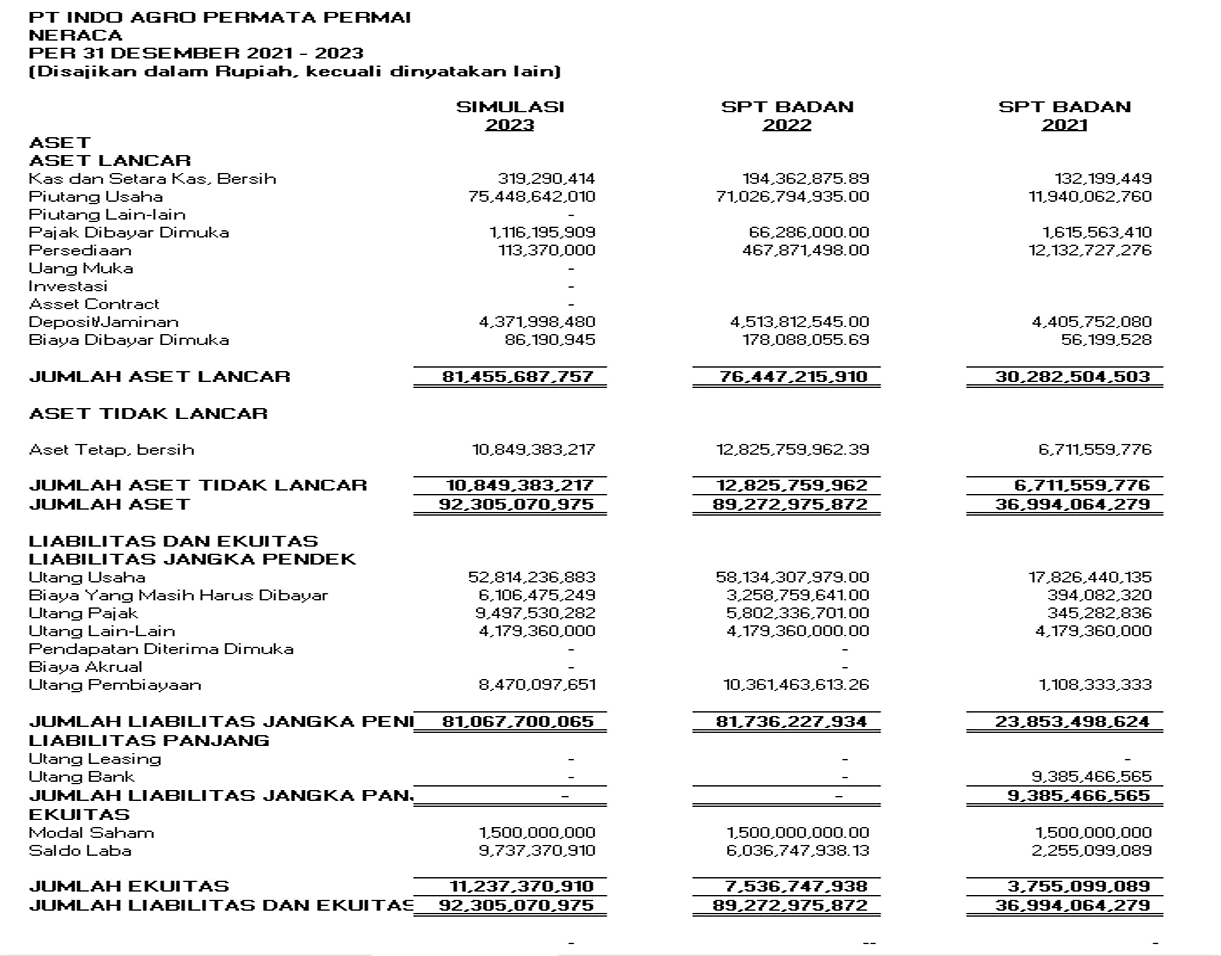 PT INDO AGRO PERMATA PERMAI
NERACA
PER 31 DESEMBER 2021 - 2023
(Disajikan dalam Rupiah, kecuali dinyatakan lain)
SIMULASI SPT BADAN SPT BADAN
2023 2022 2021
ASET
ASET LANCAR
Kas dan Setara Kas, Bersih 319,290,414 194,362,875.89 132,199,449
Piutang Usaha 75,448,642,010 71,026,794,935.00 11,940,062,760
Piutang Lain-lain -
Pajak Dibayar Dimuka 1,116,195,909 66,286,000.00 1,615,563,410
Persediaan 113,370,000 467,871,498.00 12,132,727,276
Uang Muka -
Investasi -
Asset Contract -
Deposit/Jaminan 4,371,998,480 4,513,812,545.00 4,405,752,080
Biaya Dibayar Dimuka 86,190,945 178,088,055.69 56,199,528
JUMLAH ASET LANCAR 81,455,687,757 76,447,215,910 30,282,504,503
ASET TIDAK LANCAR
Aset Tetap, bersih 10,849,383,217 12,825,759,962.39 6,711,559,776
JUMLAH ASET TIDAK LANCAR 10,849,383,217 12,825,759,962 6,711,559,776
JUMLAH ASET 92,305,070,975 89,272,975,872 36,994,064,279
LIABILITAS DAN EKUITAS
LIABILITAS JANGKA PENDEK
Utang Usaha 52,814,236,883 58,134,307,979.00 17,826,440,135
Biaya Yang Masih Harus Dibayar 6,106,475,249 3,258,759,641.00 394,082,320
Utang Pajak 9,497,530,282 5,802,336,701.00 345,282,836
Utang Lain-Lain 4,179,360,000 4,179,360,000.00 4,179,360,000
Pendapatan Diterima Dimuka - -
Biaya Akrual - -
Utang Pembiayaan 8,470,097,651 10,361,463,613.26 1,108,333,333
JUMLAH LIABILITAS JANGKA PENI 81,067,700,065 81,736,227,934 23,853,498,624
LIABILITAS PANJANG
Utang Leasing - - -
Utang Bank - - 9,385,466,565
JUMLAH LIABILITAS JANGKA PAN. - - 9,385,466,565
EKUITAS
Modal Saham 1,500,000,000 1,500,000,000.00 1,500,000,000
Saldo Laba 9,737,370,910 6,036,747,938.13 2,255,099,089
JUMLAH EKUITAS 11,237,370,910 7,536,747,938 3,755,099,089
JUMLAH LIABILITAS DAN EKUITAS 92,305,070,975 89,272,975,872 36,994,064,279
- -- -